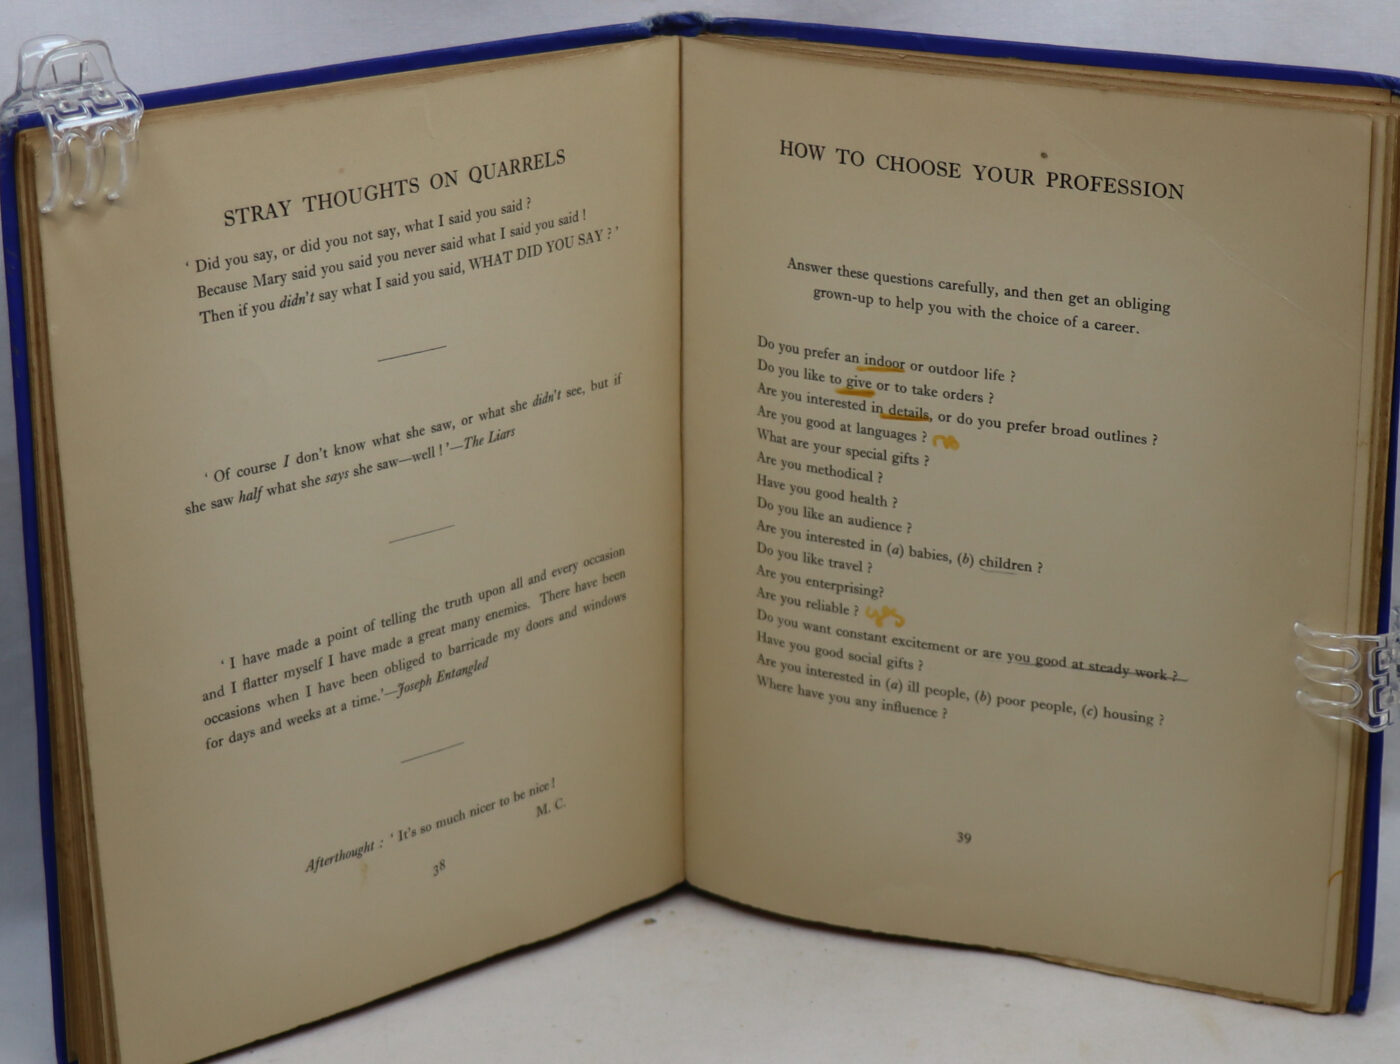 STRAY THOUGHTS ON QUARRELS
‘ Did you say, or did you not say, what I said you said ?
Because Mary said you said you never said what I said you said !
Then if you didn't say what I said you said, WHAT DID YOU SAY ? ’
‘ Of course I don't know what she saw, or what she didn't see, but if
she saw half what she says she saw—well ! ’—The Liars
‘ I have made a point of telling the truth upon all and every occasion
and I flatter myself I have made a great many enemies. There have been
occasions when I have been obliged to barricade my doors and windows
for days and weeks at a time.’—Joseph Entangled
Afterthought : ‘ It's so much nicer to be nice !
M. C.
38
HOW TO CHOOSE YOUR PROFESSION
Answer these questions carefully, and then get an obliging
grown-up to help you with the choice of a career.
Do you prefer an indoor or outdoor life ?
Do you like to give or to take orders ?
Are you interested in details, or do you prefer broad outlines ?
Are you good at languages ? no
What are your special gifts ?
Are you methodical ?
Have you good health ?
Do you like an audience ?
Are you interested in (a) babies, (b) children ?
Do you like travel ?
Are you enterprising?
Are you reliable ? yes
Do you want constant excitement or are you good at steady work ?
Have you good social gifts ?
Are you interested in (a) ill people, (b) poor people, (c) housing ?
Where have you any influence ?
39